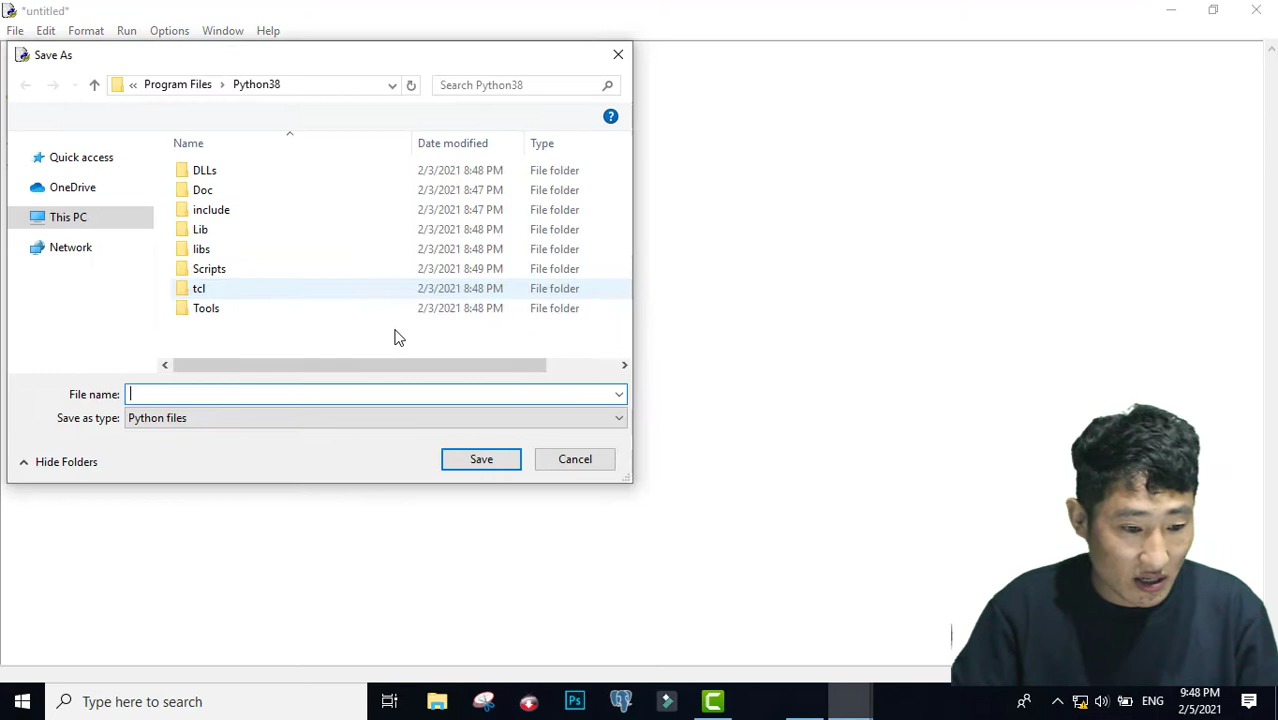 *untitled*
File Edit Format Run Options Window Help
Save As
« Program Files › Python38
Search Python38
Name Date modified Type
Quick access
OneDrive
This PC
Network
DLLs 2/3/2021 8:48 PM File folder
Doc 2/3/2021 8:47 PM File folder
include 2/3/2021 8:47 PM File folder
Lib 2/3/2021 8:48 PM File folder
libs 2/3/2021 8:48 PM File folder
Scripts 2/3/2021 8:49 PM File folder
tcl 2/3/2021 8:48 PM File folder
Tools 2/3/2021 8:48 PM File folder
File name:
Save as type: Python files
Hide Folders
Save Cancel
Type here to search
Ps
ENG
9:48 PM
2/5/2021